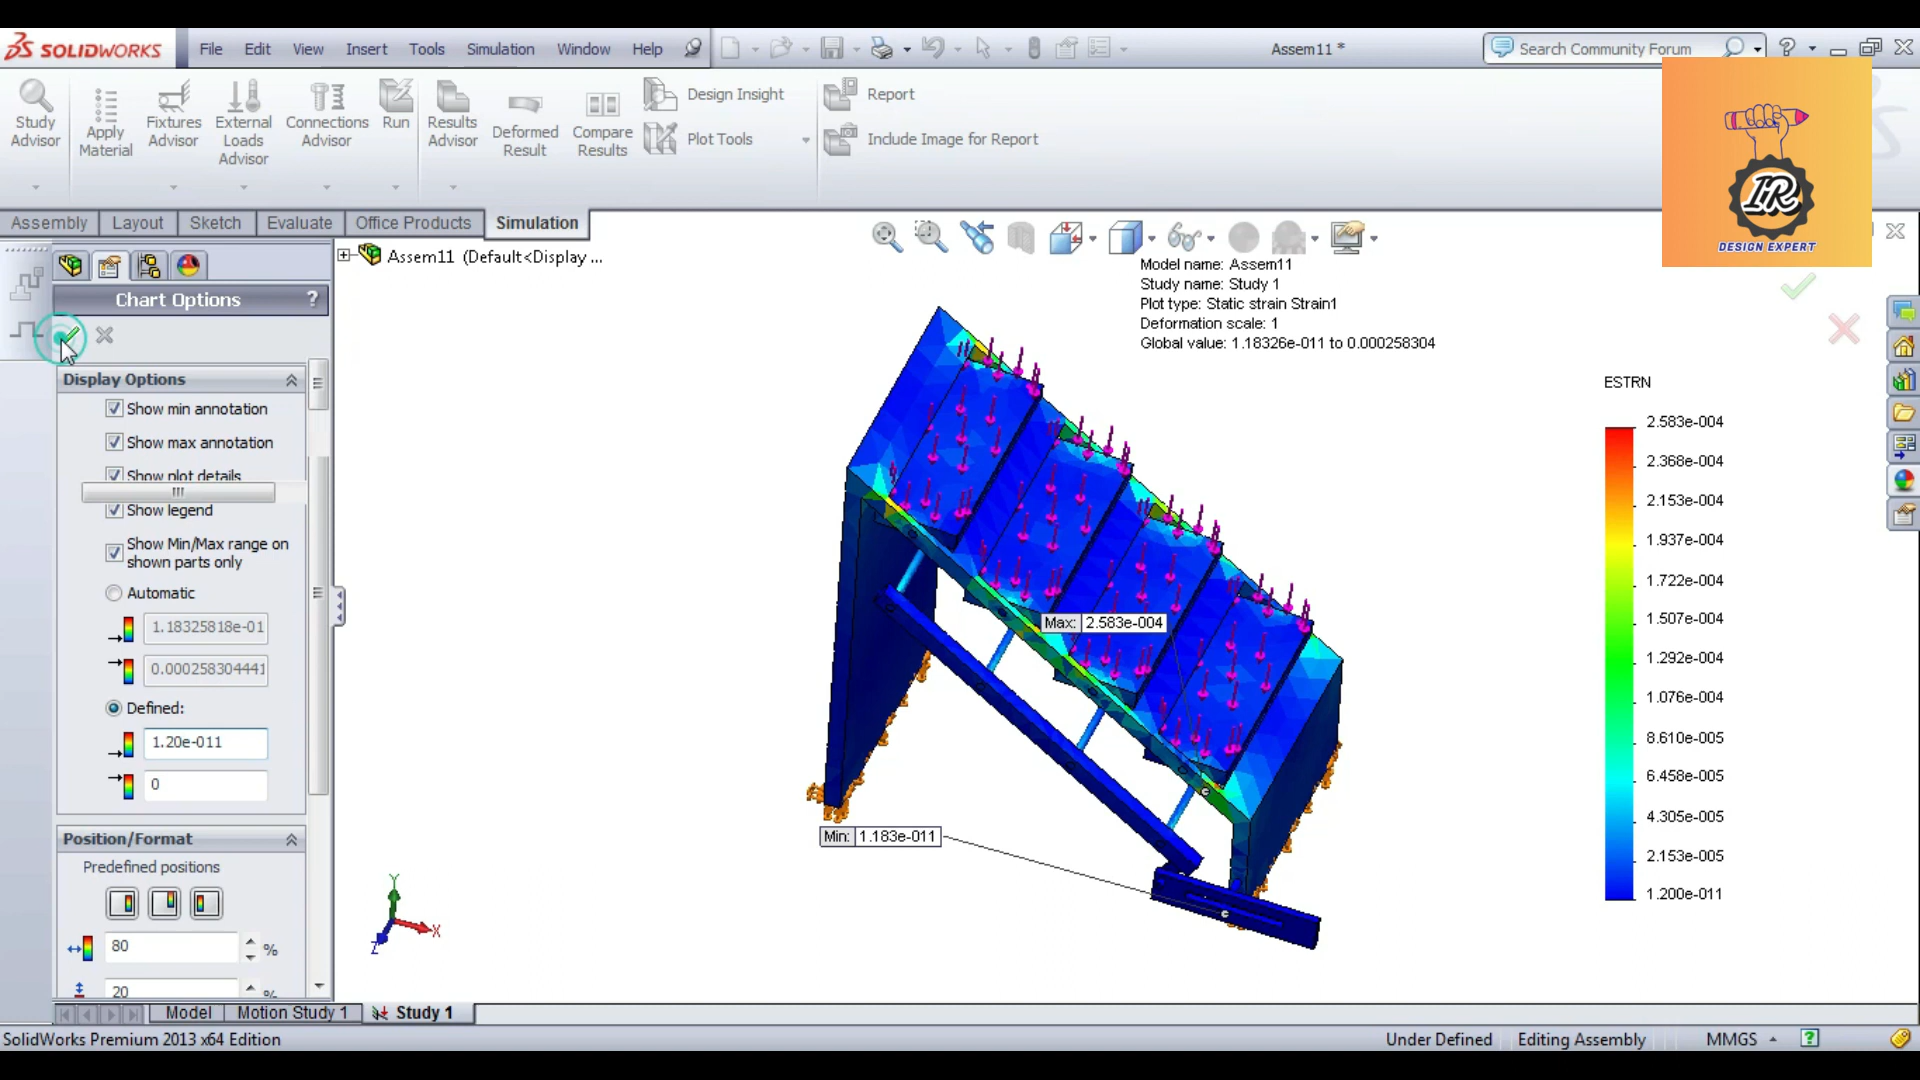 SOLIDWORKS
File Edit View Insert Tools Simulation Window Help
Assem11 *
Search Community Forum
Study Advisor
Apply Material
Fixtures Advisor
External Loads Advisor
Connections Advisor
Run
Results Advisor
Deformed Result
Compare Results
Design Insight
Plot Tools
Report
Include Image for Report
IR
DESIGN EXPERT
Assembly Layout Sketch Evaluate Office Products Simulation
Assem11 (Default<Display ...
Chart Options ?
Display Options
Show min annotation
Show max annotation
Show plot details
Show legend
Show Min/Max range on
shown parts only
Automatic
1.18325818e-01
0.000258304441
Defined:
1.20e-011
0
Position/Format
Predefined positions
80 %
20 %
Model name: Assem11
Study name: Study 1
Plot type: Static strain Strain1
Deformation scale: 1
Global value: 1.18326e-011 to 0.000258304
Max: 2.583e-004
Min: 1.183e-011
Y
X
Z
ESTRN
2.583e-004
2.368e-004
2.153e-004
1.937e-004
1.722e-004
1.507e-004
1.292e-004
1.076e-004
8.610e-005
6.458e-005
4.305e-005
2.153e-005
1.200e-011
Model Motion Study 1 Study 1
SolidWorks Premium 2013 x64 Edition
Under Defined Editing Assembly MMGS